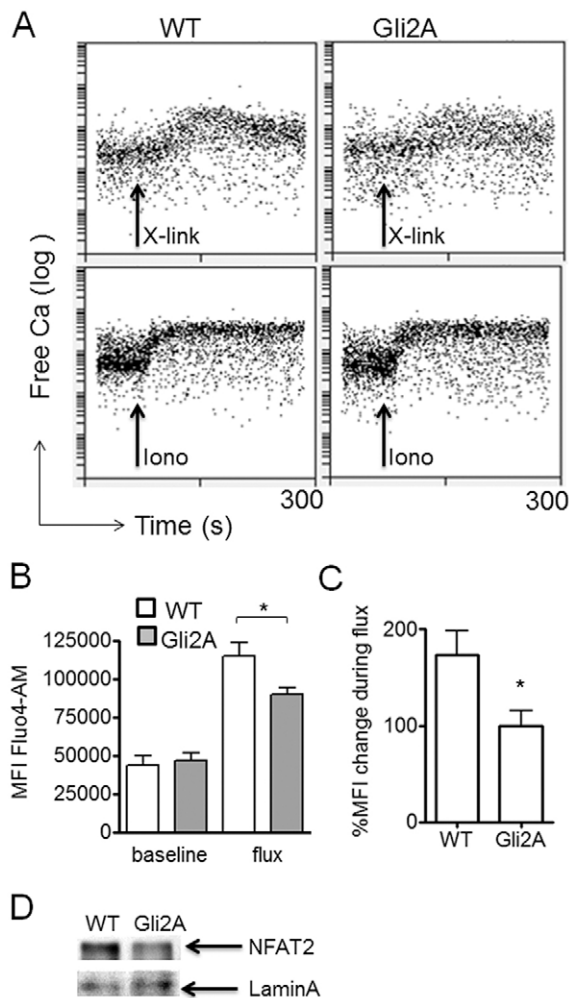 A
WT Gli2A
Free Ca (log )
X-link X-link
Iono Iono
300 300
Time (s)
B
WT
Gli2A
*
125000
100000
75000
50000
25000
0
MFI Fluo4-AM
baseline flux
C
200
100
0
*
%MFI change during flux
WT Gli2A
D
WT Gli2A
NFAT2
LaminA